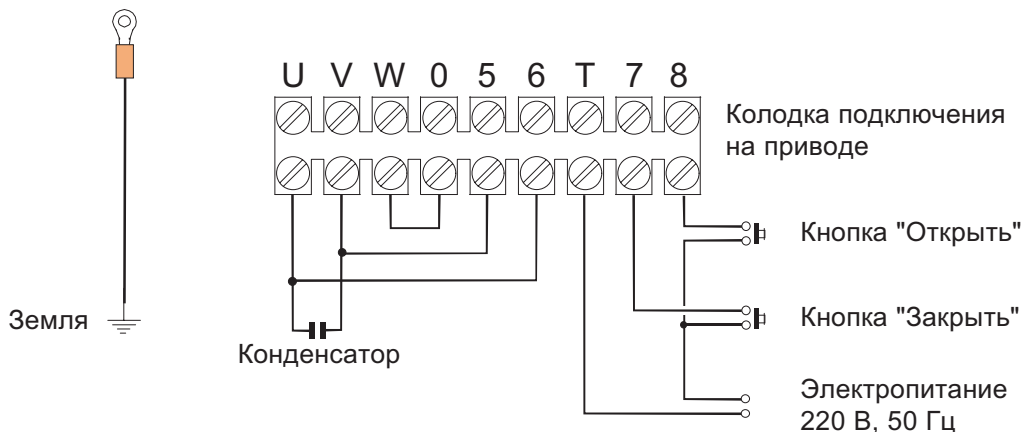 U V W 0 5 6 T 7 8
Колодка подключения
на приводе
Кнопка "Открыть"
Земля
Кнопка "Закрыть"
Конденсатор
Электропитание
220 В, 50 Гц